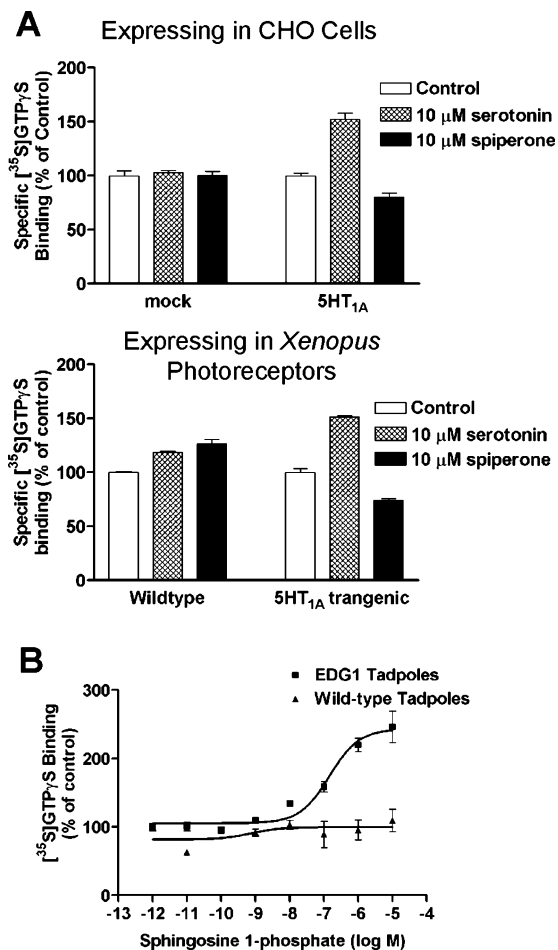 A
Expressing in CHO Cells
Specific [35S]GTPγS
Binding (% of Control)
200
150
100
50
0
Control
10 μM serotonin
10 μM spiperone
mock
5HT1A
Expressing in Xenopus
Photoreceptors
Specific [35S]GTPγS
binding (% of control)
200
150
100
50
0
Control
10 μM serotonin
10 μM spiperone
Wildtype
5HT1A trangenic
B
EDG1 Tadpoles
Wild-type Tadpoles
[35S]GTPγS Binding
(% of control)
300
200
100
0
-13 -12 -11 -10 -9 -8 -7 -6 -5 -4
Sphingosine 1-phosphate (log M)